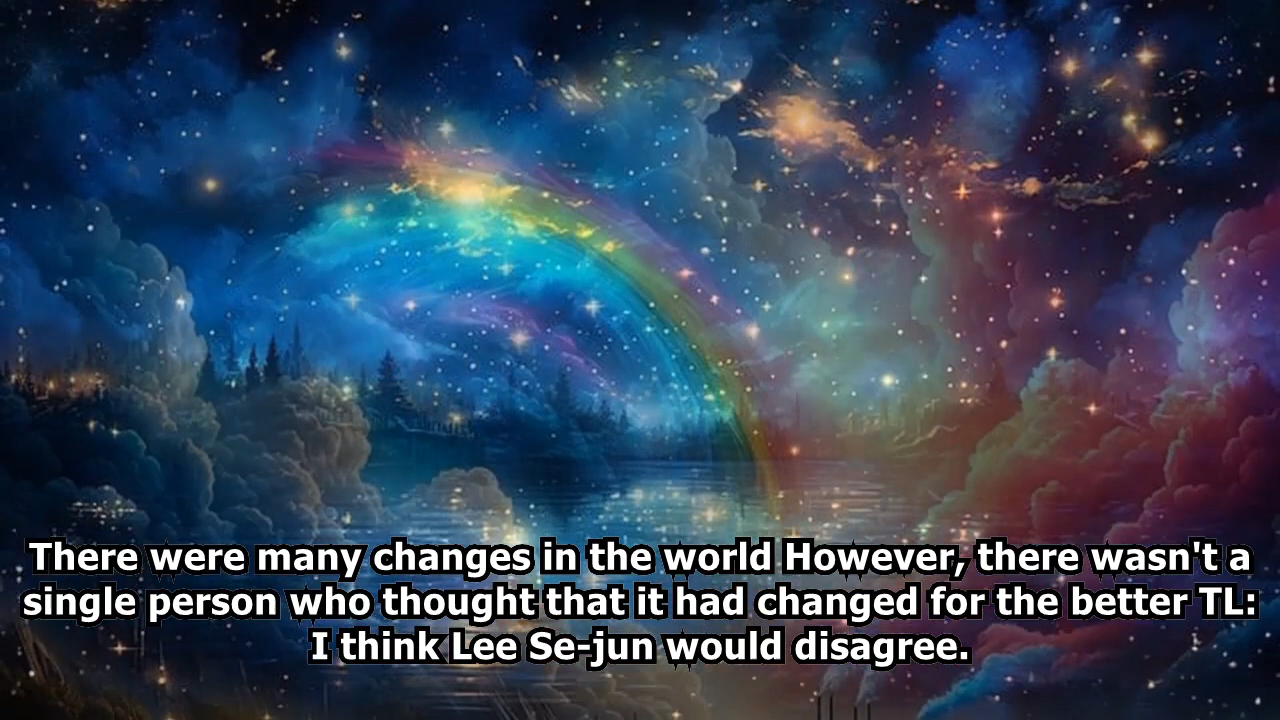 There were many changes in the world However, there wasn't a
single person who thought that it had changed for the better TL:
I think Lee Se-jun would disagree.